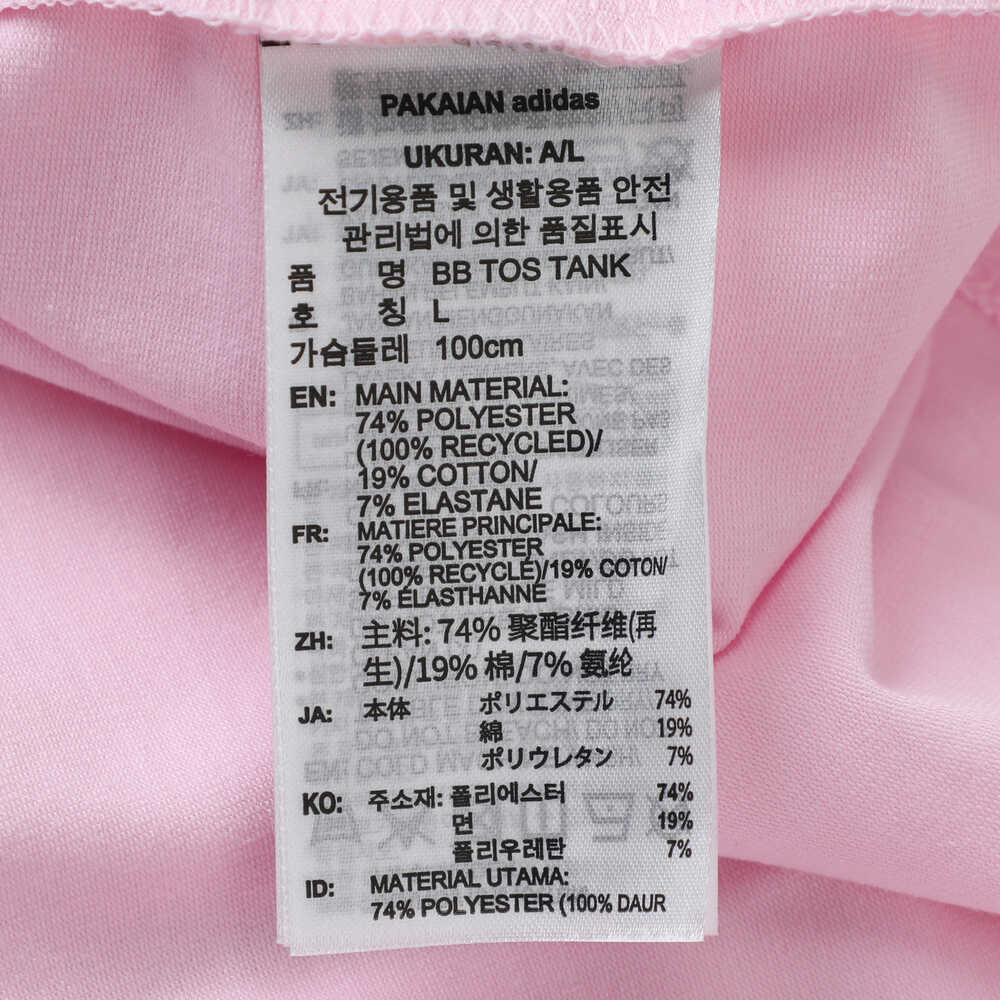 PAKAIAN adidas
UKURAN: A/L
전기용품 및 생활용품 안전
관리법에 의한 품질표시
품 명 BB TOS TANK
호 칭 L
가슴둘레 100cm
EN: MAIN MATERIAL:
74% POLYESTER
(100% RECYCLED)/
19% COTTON/
7% ELASTANE
FR: MATIERE PRINCIPALE:
74% POLYESTER
(100% RECYCLÉ)/19% COTON/
7% ÉLASTHANNE
ZH: 主料: 74% 聚酯纤维(再
生)/19% 棉/7% 氨纶
JA: 本体 ポリエステル 74%
綿 19%
ポリウレタン 7%
KO: 주소재: 폴리에스터 74%
면 19%
폴리우레탄 7%
ID: MATERIAL UTAMA:
74% POLYESTER (100% DAUR